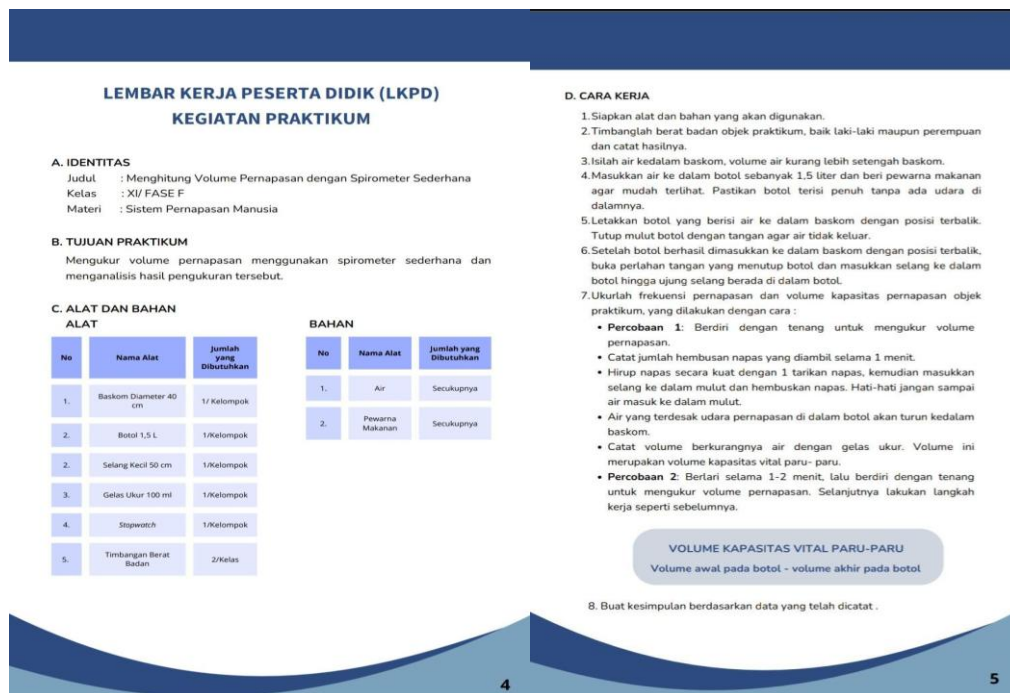 LEMBAR KERJA PESERTA DIDIK (LKPD)
KEGIATAN PRAKTIKUM
A. IDENTITAS
Judul : Menghitung Volume Pernapasan dengan Spirometer Sederhana
Kelas : XI/ FASE F
Materi : Sistem Pernapasan Manusia
B. TUJUAN PRAKTIKUM
Mengukur volume pernapasan menggunakan spirometer sederhana dan
menganalisis hasil pengukuran tersebut.
C. ALAT DAN BAHAN
ALAT
No Nama Alat Jumlah
yang
Dibutuhkan
1. Baskom Diameter 40
cm 1/ Kelompok
2. Botol 1,5 L 1/Kelompok
2. Selang Kecil 50 cm 1/Kelompok
3. Gelas Ukur 100 ml 1/Kelompok
4. Stopwatch 1/Kelompok
5. Timbangan Berat
Badan 2/Kelas
BAHAN
No Nama Alat Jumlah yang
Dibutuhkan
1. Air Secukupnya
2. Pewarna
Makanan Secukupnya
4
D. CARA KERJA
1. Siapkan alat dan bahan yang akan digunakan.
2. Timbanglah berat badan objek praktikum, baik laki-laki maupun perempuan
dan catat hasilnya.
3. Isilah air kedalam baskom, volume air kurang lebih setengah baskom.
4. Masukkan air ke dalam botol sebanyak 1,5 liter dan beri pewarna makanan
agar mudah terlihat. Pastikan botol terisi penuh tanpa ada udara di
dalamnya.
5. Letakkan botol yang berisi air ke dalam baskom dengan posisi terbalik.
Tutup mulut botol dengan tangan agar air tidak keluar.
6. Setelah botol berhasil dimasukkan ke dalam baskom dengan posisi terbalik,
buka perlahan tangan yang menutup botol dan masukkan selang ke dalam
botol hingga ujung selang berada di dalam botol.
7. Ukurlah frekuensi pernapasan dan volume kapasitas pernapasan objek
praktikum, yang dilakukan dengan cara :
• Percobaan 1: Berdiri dengan tenang untuk mengukur volume
pernapasan.
• Catat jumlah hembusan napas yang diambil selama 1 menit.
• Hirup napas secara kuat dengan 1 tarikan napas, kemudian masukkan
selang ke dalam mulut dan hembuskan napas. Hati-hati jangan sampai
air masuk ke dalam mulut.
• Air yang terdesak udara pernapasan di dalam botol akan turun kedalam
baskom.
• Catat volume berkurangnya air dengan gelas ukur. Volume ini
merupakan volume kapasitas vital paru- paru.
• Percobaan 2: Berlari selama 1-2 menit, lalu berdiri dengan tenang
untuk mengukur volume pernapasan. Selanjutnya lakukan langkah
kerja seperti sebelumnya.
VOLUME KAPASITAS VITAL PARU-PARU
Volume awal pada botol - volume akhir pada botol
8. Buat kesimpulan berdasarkan data yang telah dicatat .
5